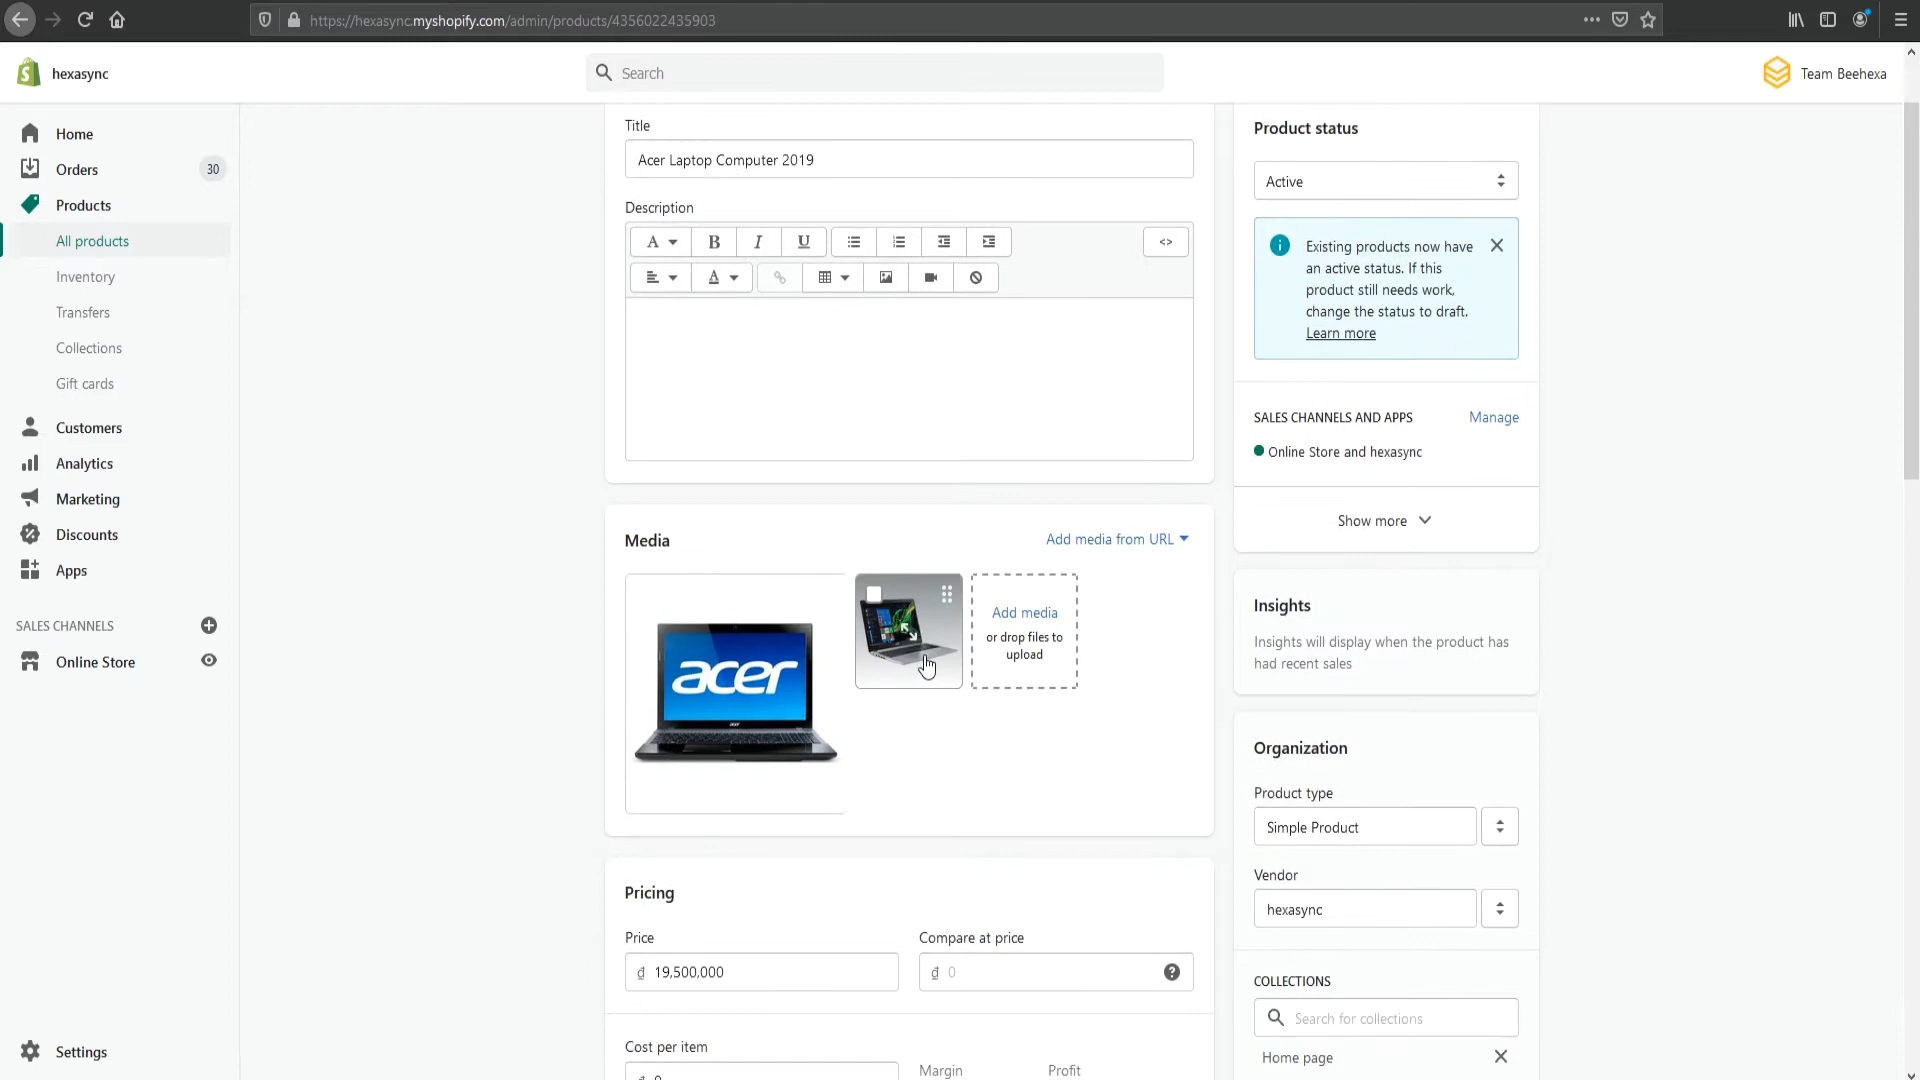 https://hexasync.myshopify.com/admin/products/4356022435903
hexasync
Search
Team Beehexa
Home
Orders
30
Products
All products
Inventory
Transfers
Collections
Gift cards
Customers
Analytics
Marketing
Discounts
Apps
SALES CHANNELS
Online Store
Settings
Title
Acer Laptop Computer 2019
Description
A
B
I
U
<>
A
Media
Add media from URL
acer
Add media
or drop files to
upload
Pricing
Price
Compare at price
₫ 19,500,000
₫ 0
Cost per item
Margin
Profit
₫ 0
Product status
Active
Existing products now have
an active status. If this
product still needs work,
change the status to draft.
Learn more
SALES CHANNELS AND APPS
Manage
Online Store and hexasync
Show more
Insights
Insights will display when the product has
had recent sales
Organization
Product type
Simple Product
Vendor
hexasync
COLLECTIONS
Search for collections
Home page